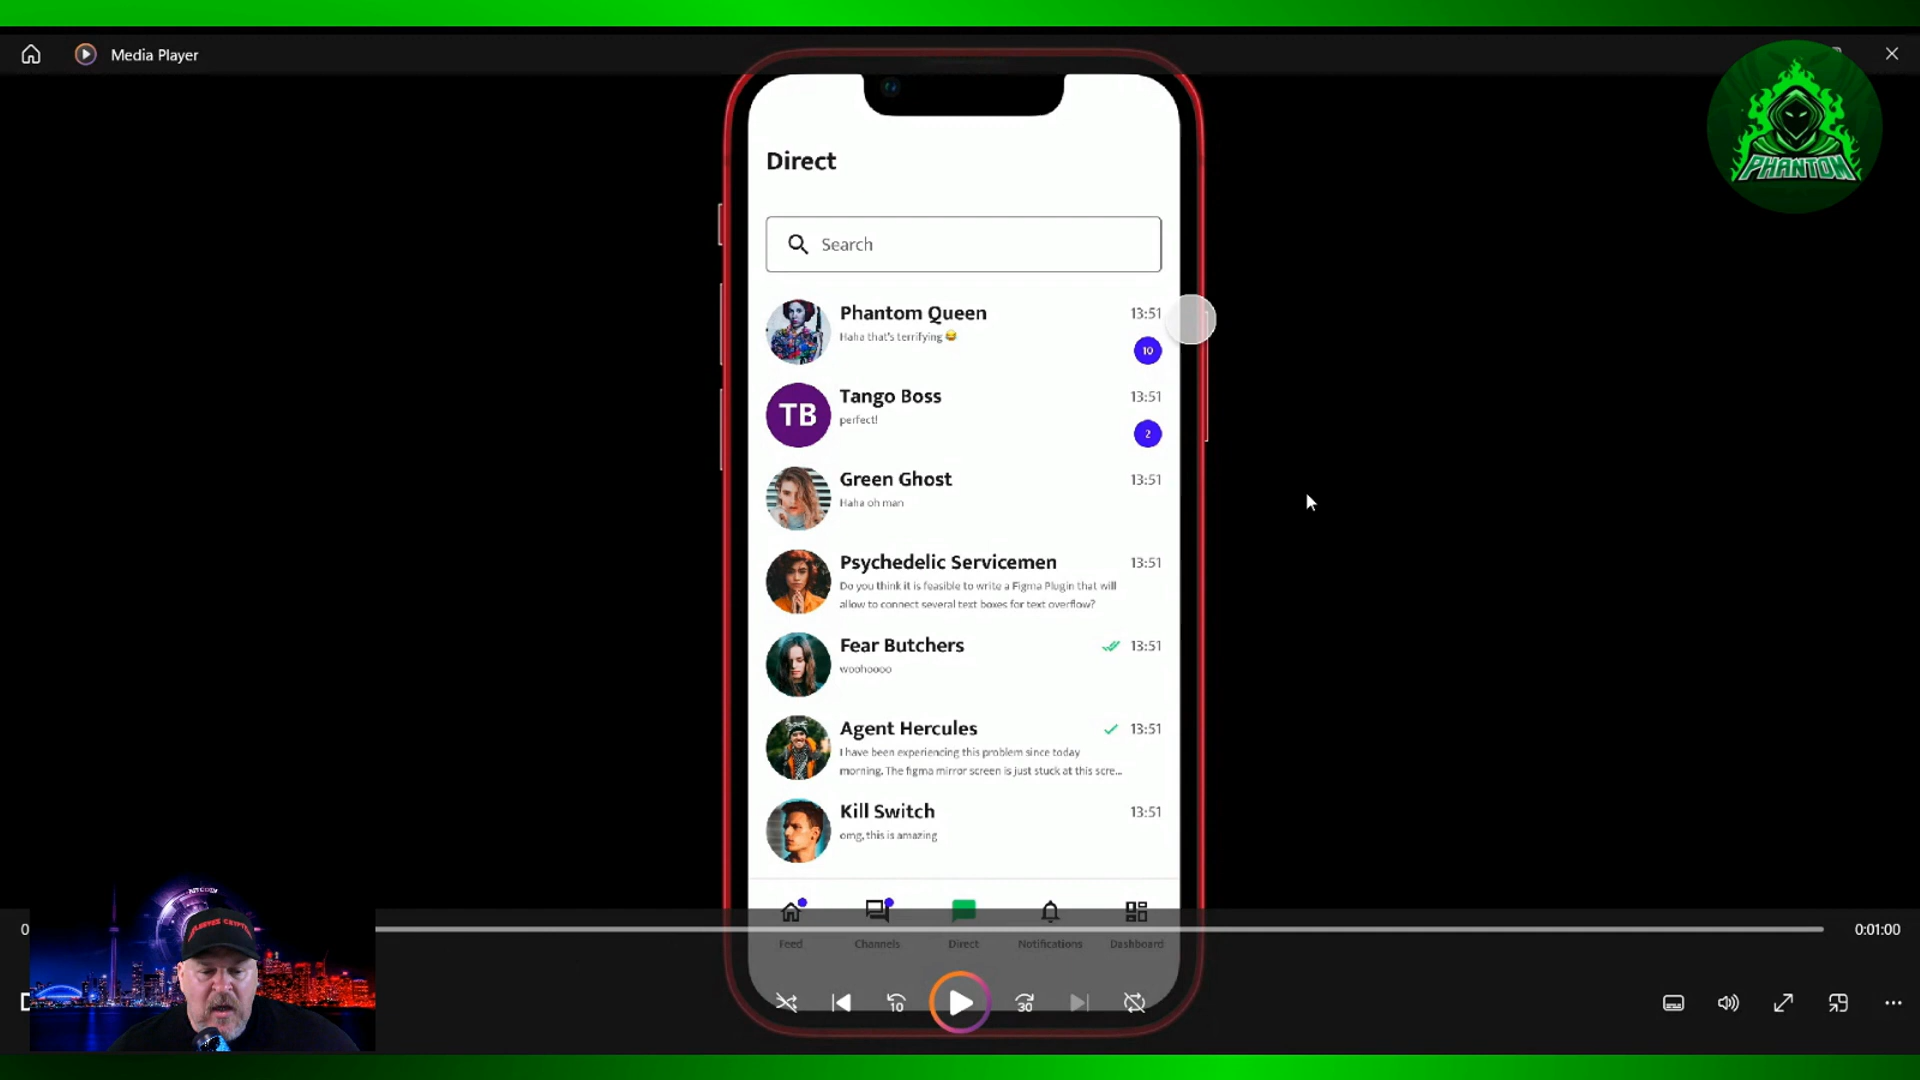 Media Player
PHANTOM
Direct
Search
Phantom Queen
13:51
Haha that's terrifying 😂
10
Tango Boss
13:51
TB
perfect!
2
Green Ghost
13:51
Haha oh man
Psychedelic Servicemen
13:51
Do you think it is feasible to write a Figma Plugin that will
allow to connect several text boxes for text overflow?
Fear Butchers
13:51
woohoooo
Agent Hercules
13:51
I have been experiencing this problem since today
morning. The figma mirror screen is just stuck at this scre...
Kill Switch
13:51
omg, this is amazing
Feed
Channels
Direct
Notifications
Dashboard
0:01:00
10
30
BITCOIN